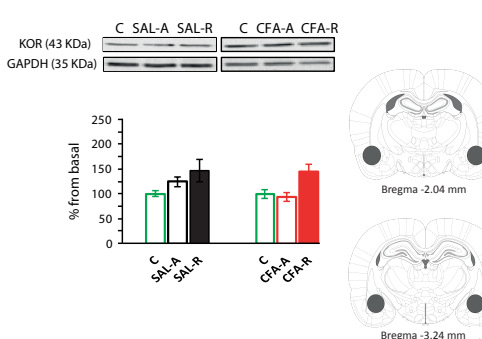 C SAL-A SAL-R C CFA-A CFA-R
KOR (43 KDa)
GAPDH (35 KDa)
% from basal
250
200
150
100
50
0
C SAL-A SAL-R C CFA-A CFA-R
Bregma -2.04 mm
Bregma -3.24 mm